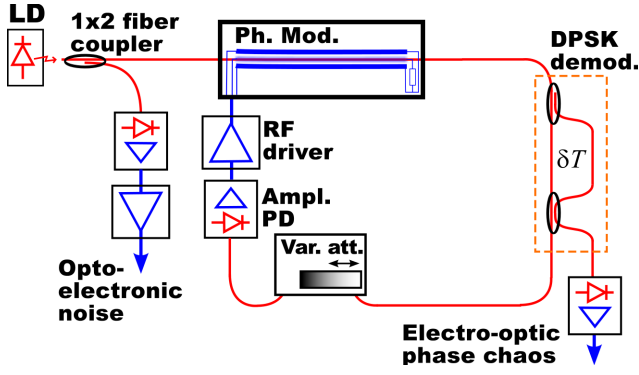 LD
1x2 fiber
coupler
Ph. Mod.
DPSK
demod.
RF
driver
δT
Ampl.
PD
Var. att.
Opto-
electronic
noise
Electro-optic
phase chaos